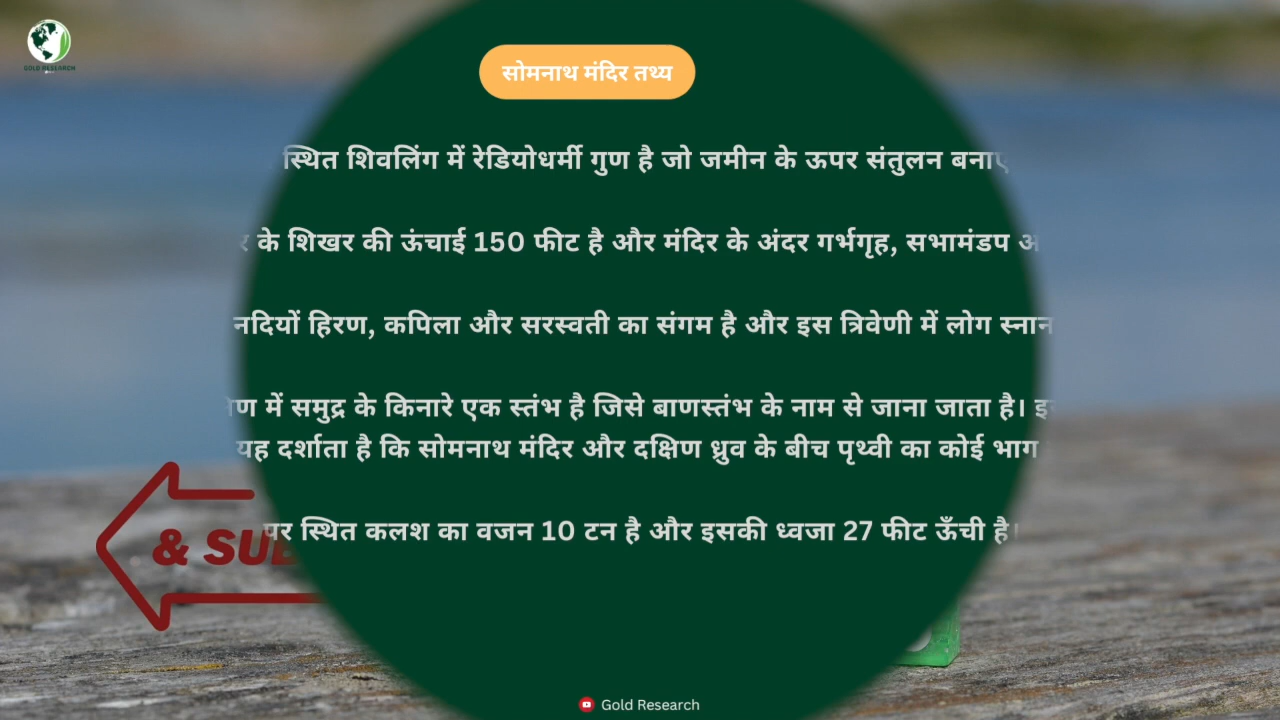 GOLD RESEARCH
सोमनाथ मंदिर तथ्य
स्थित शिवलिंग में रेडियोधर्मी गुण है जो जमीन के ऊपर संतुलन बनाए
के शिखर की ऊंचाई 150 फीट है और मंदिर के अंदर गर्भगृह, सभामंडप
नदियों हिरण, कपिला और सरस्वती का संगम है और इस त्रिवेणी में लोग स्नान
में समुद्र के किनारे एक स्तंभ है जिसे बाणस्तंभ के नाम से जाना जाता है।
यह दर्शाता है कि सोमनाथ मंदिर और दक्षिण ध्रुव के बीच पृथ्वी का कोई भाग
पर स्थित कलश का वजन 10 टन है और इसकी ध्वजा 27 फीट ऊँची है।
& SUB
Gold Research